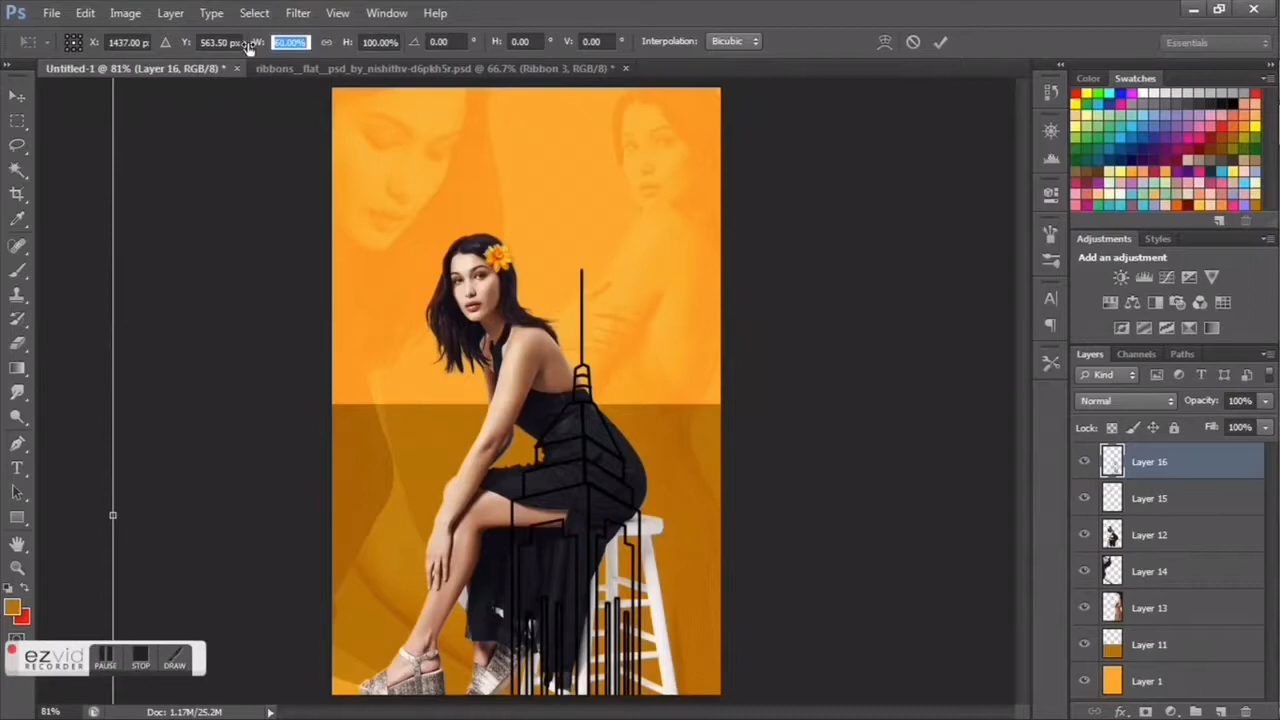 Ps File Edit Image Layer Type Select Filter View Window Help
X: 1437.00 p Y: 563.50 px W: 60.00% H: 100.00% 0.00 ° H: 0.00 ° V: 0.00 ° Interpolation: Bicubic Essentials
Untitled-1 @ 81% (Layer 16, RGB/8) * × ribbons__flat__psd_by_nishithv-d6pkh5r.psd @ 66.7% (Ribbon 3, RGB/8) * ×
Color Swatches
Adjustments Styles
Add an adjustment
Layers Channels Paths
Kind
Normal Opacity: 100%
Lock: Fill: 100%
Layer 16
Layer 15
Layer 12
Layer 14
Layer 13
Layer 11
Layer 1
ezvid
RECORDER
PAUSE STOP DRAW
81% Doc: 1.17M/25.2M